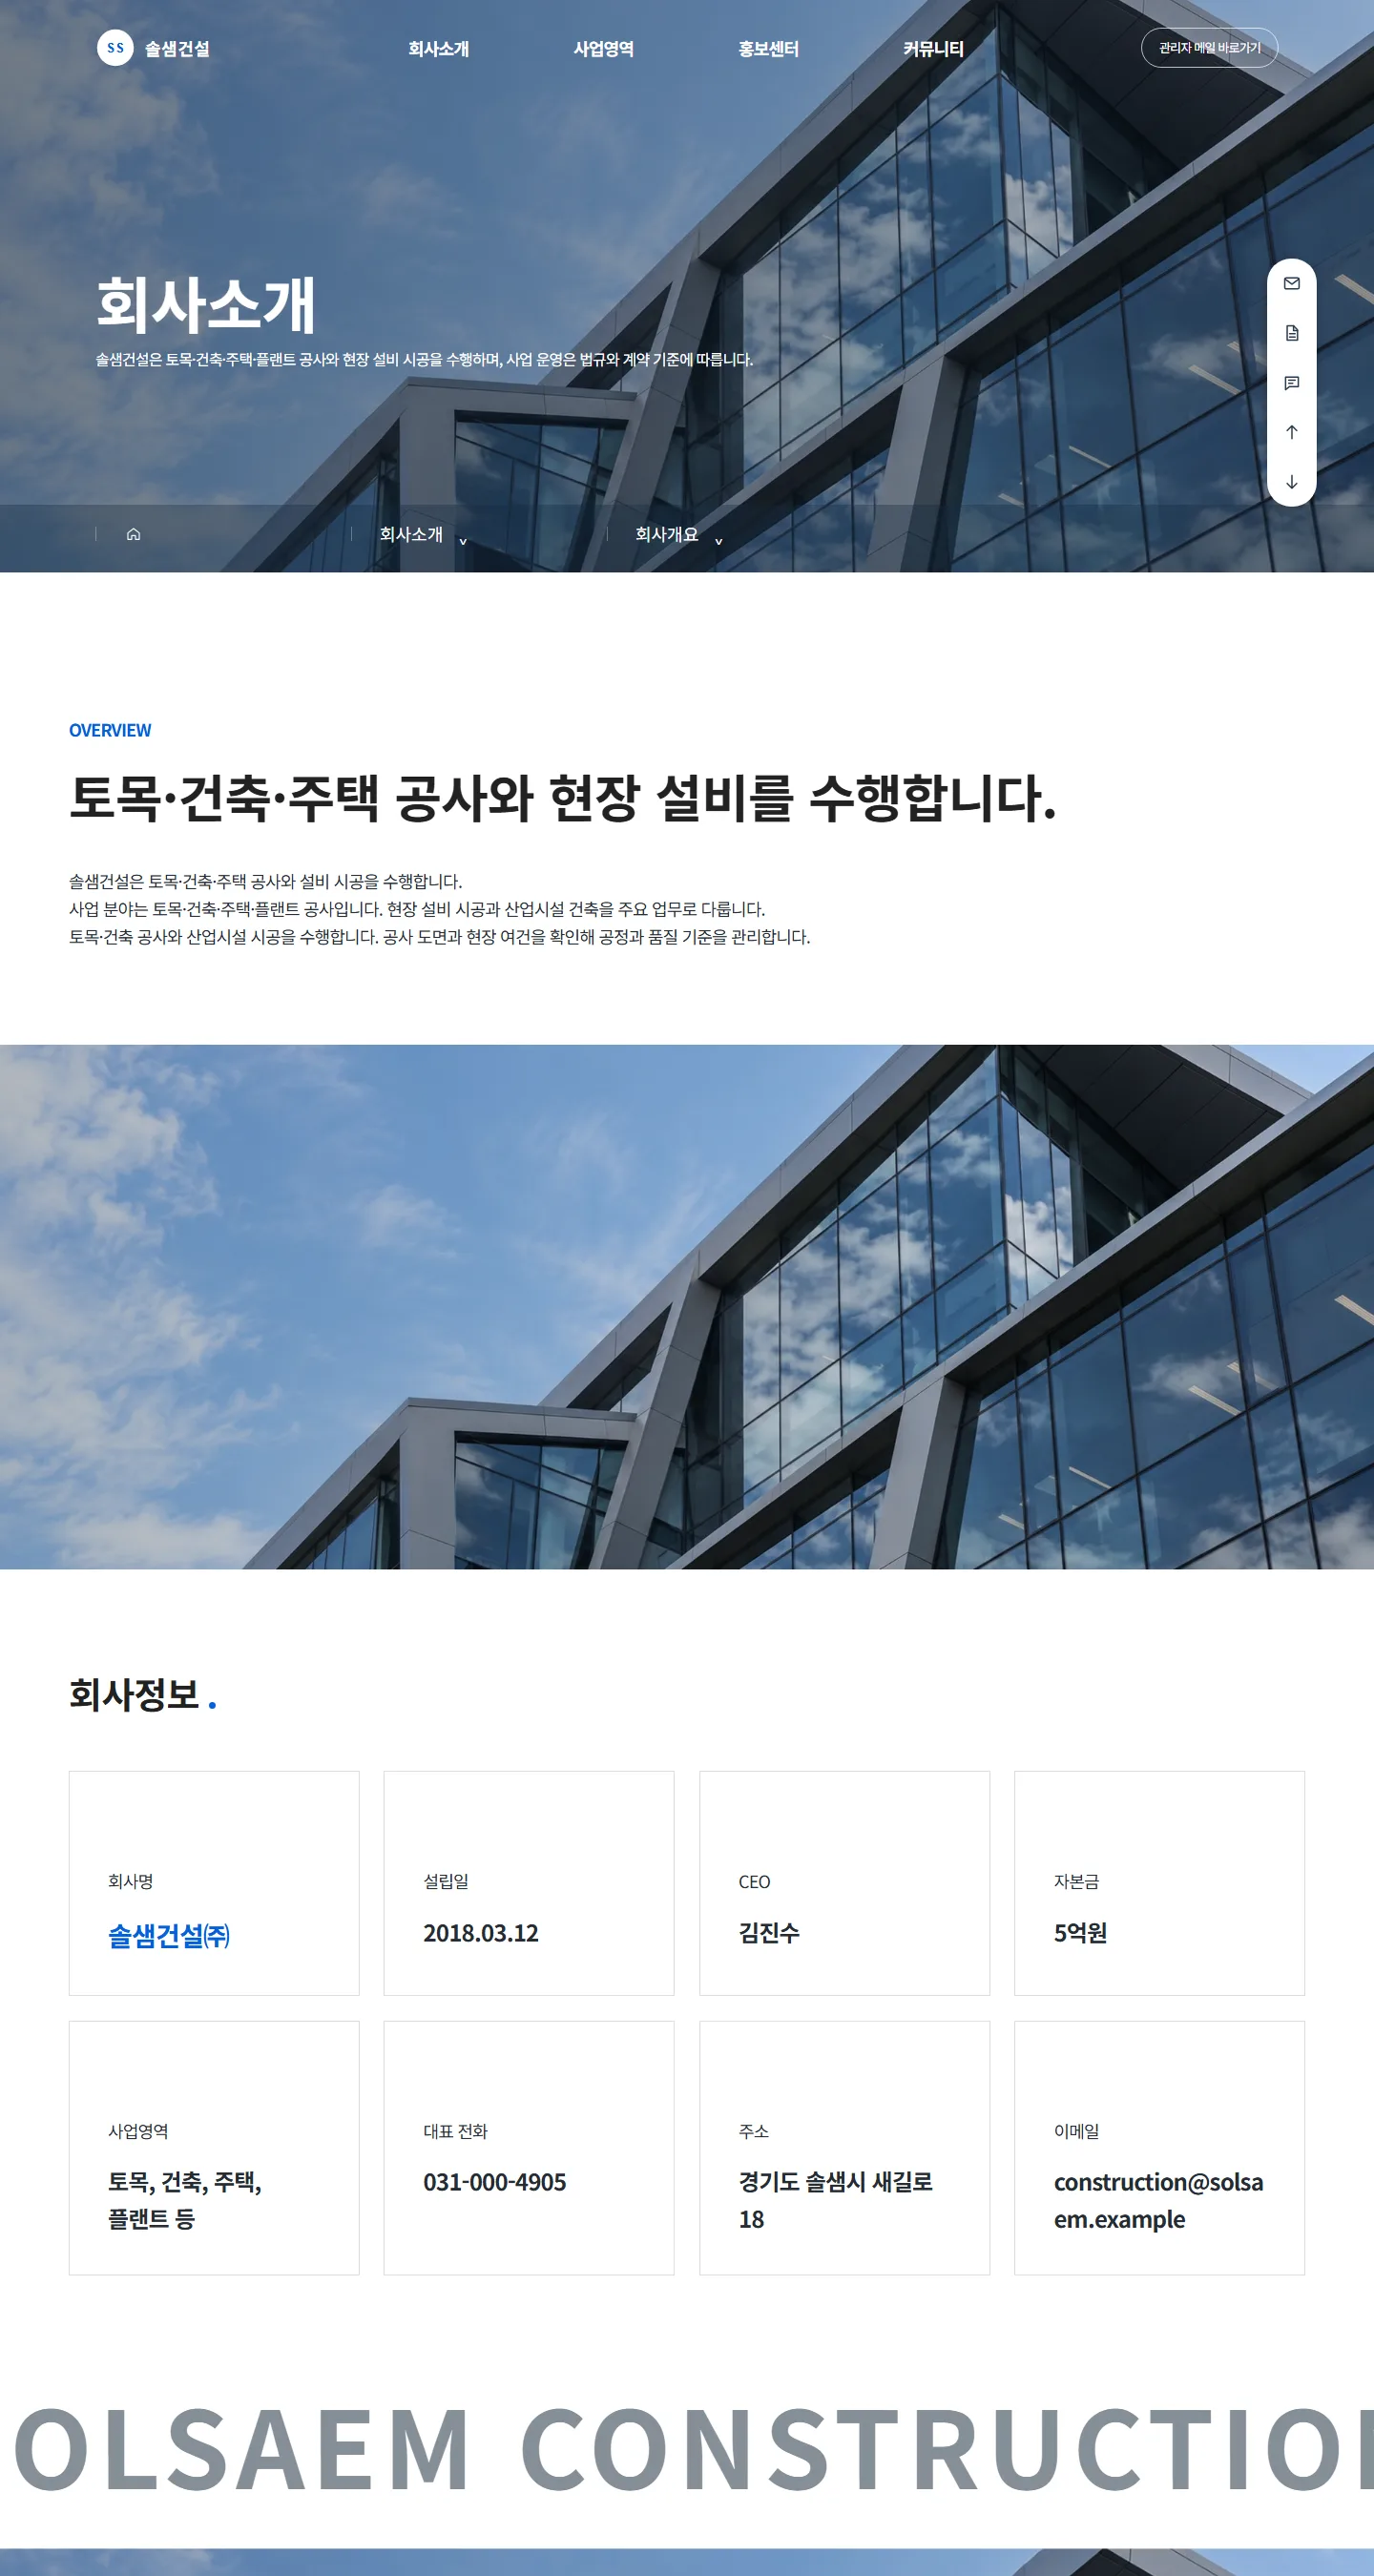 SS 솔샘건설
회사소개 사업영역 홍보센터 커뮤니티
관리자 메일 바로가기
회사소개
솔샘건설은 토목·건축·주택·플랜트 공사와 현장 설비 시공을 수행하며, 사업 운영은 법규와 계약 기준에 따릅니다.
회사소개 회사개요
OVERVIEW
토목·건축·주택 공사와 현장 설비를 수행합니다.
솔샘건설은 토목·건축·주택 공사와 설비 시공을 수행합니다.
사업 분야는 토목·건축·주택·플랜트 공사입니다. 현장 설비 시공과 산업시설 건축을 주요 업무로 다룹니다.
토목·건축 공사와 산업시설 시공을 수행합니다. 공사 도면과 현장 여건을 확인해 공정과 품질 기준을 관리합니다.
회사정보 .
회사명
솔샘건설㈜
설립일
2018.03.12
CEO
김진수
자본금
5억원
사업영역
토목, 건축, 주택,
플랜트 등
대표 전화
031-000-4905
주소
경기도 솔샘시 새길로
18
이메일
construction@solsa
em.example
OLSAEM CONSTRUCTION